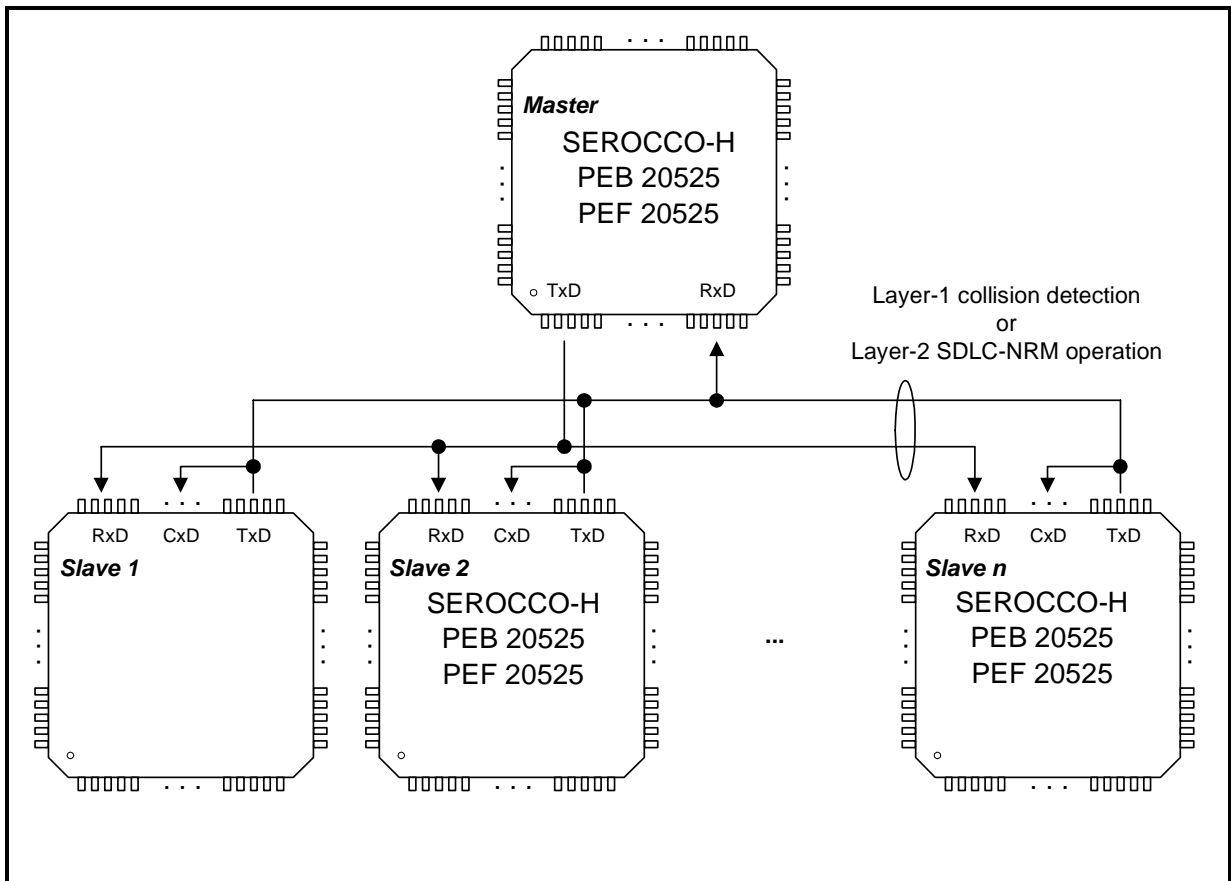 Master
SEROCCO-H
PEB 20525
PEF 20525
TxD RxD
Layer-1 collision detection
or
Layer-2 SDLC-NRM operation
RxD CxD TxD
Slave 1
RxD CxD TxD
Slave 2
SEROCCO-H
PEB 20525
PEF 20525
...
RxD CxD TxD
Slave n
SEROCCO-H
PEB 20525
PEF 20525